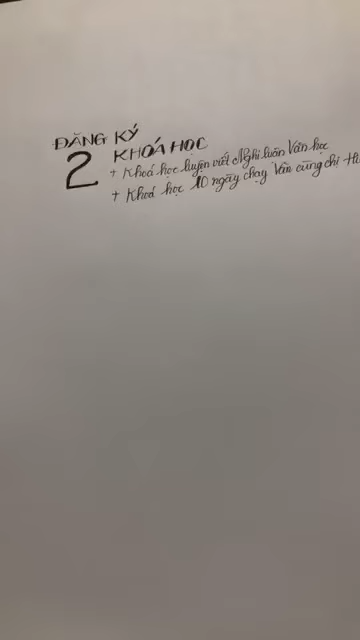 ĐĂNG KÝ
2 KHOÁ HỌC
+ Khoá học luyện viết Nghị luận Văn học
+ Khoá học 10 ngày chạy Văn cùng chị